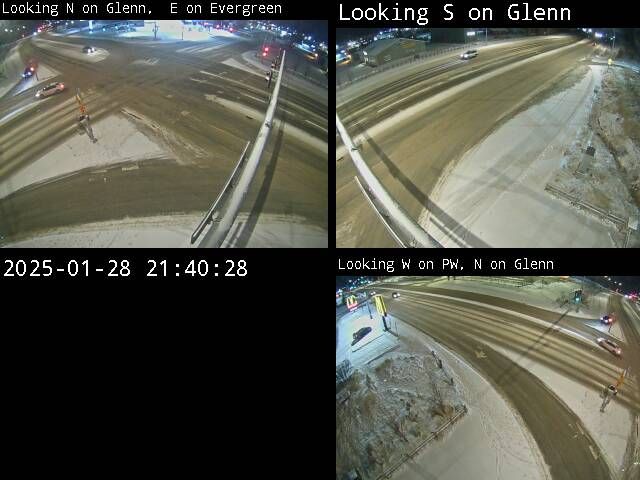 Looking N on Glenn, E on Evergreen
Looking S on Glenn
2025-01-28 21:40:28
Looking W on PW, N on Glenn